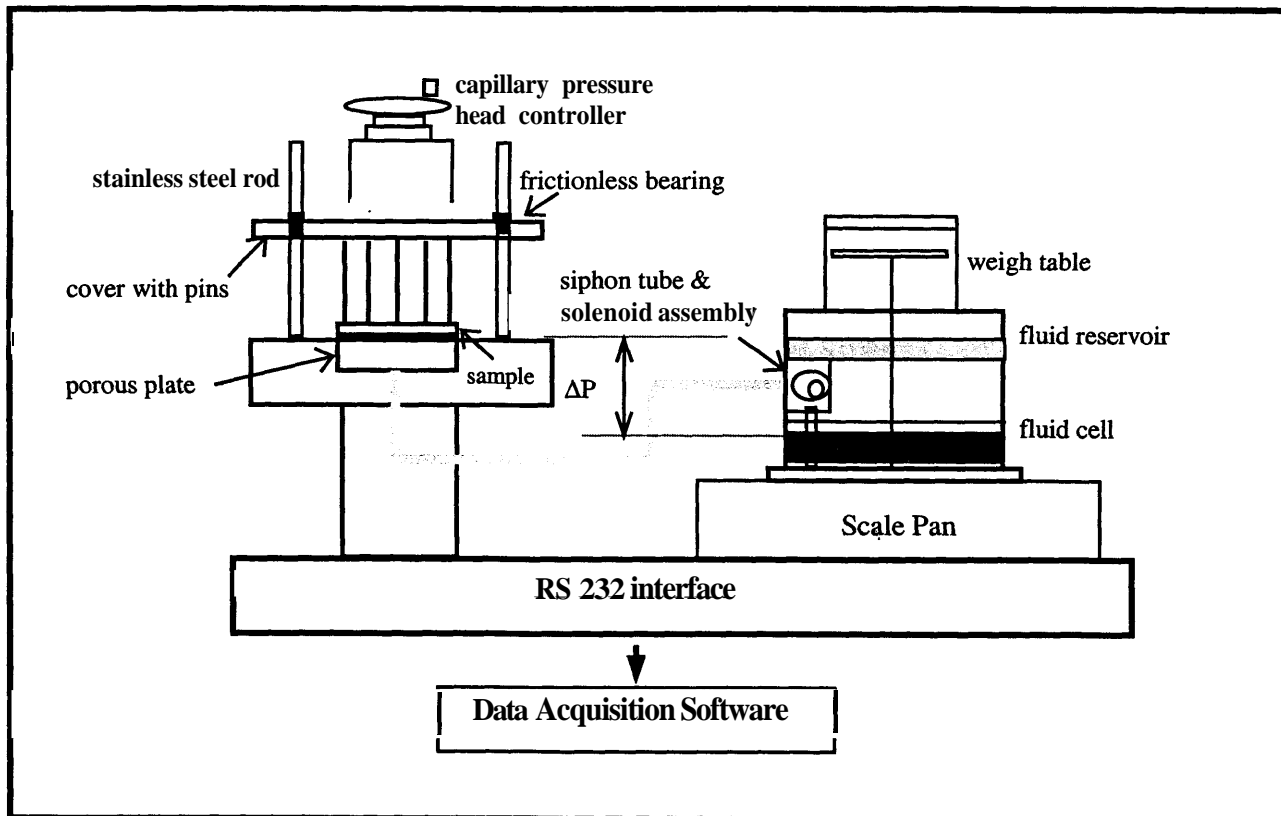 capillary pressure
head controller
stainless steel rod
frictionless bearing
cover with pins
siphon tube &
solenoid assembly
weigh table
fluid reservoir
sample
porous plate
ΔP
fluid cell
Scale Pan
RS 232 interface
Data Acquisition Software